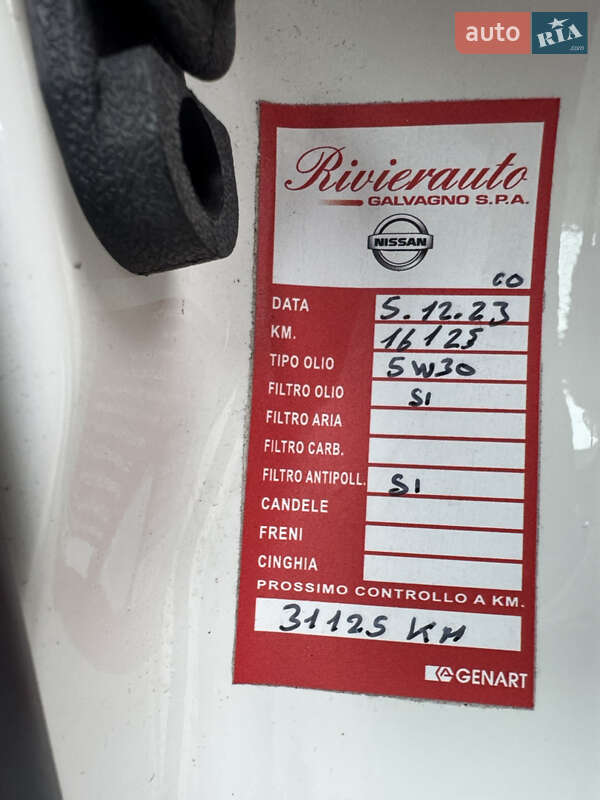 auto RIA.com
Rivierauto
GALVAGNO S.P.A.
NISSAN
CO
DATA 5.12.23
KM. 16125
TIPO OLIO 5W30
FILTRO OLIO SI
FILTRO ARIA
FILTRO CARB.
FILTRO ANTIPOLL. SI
CANDELE
FRENI
CINGHIA
PROSSIMO CONTROLLO A KM.
31125 KM
GENART